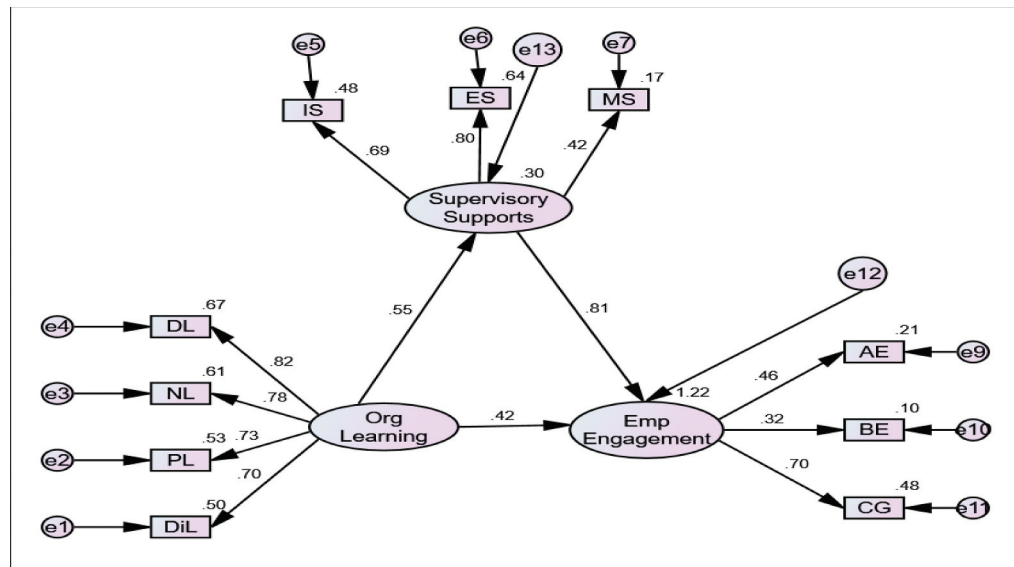 e5
e6
e13
e7
.48
.64
.17
IS
ES
MS
.69
.80
.42
.30
Supervisory
Supports
e12
.55
.81
.67
e4
DL
.21
AE
e9
.82
.61
e3
NL
.78
.46
1.22
.10
Org
Learning
.42
Emp
Engagement
.32
BE
e10
.53
.73
e2
PL
.70
.70
.50
.48
e1
DiL
CG
e11